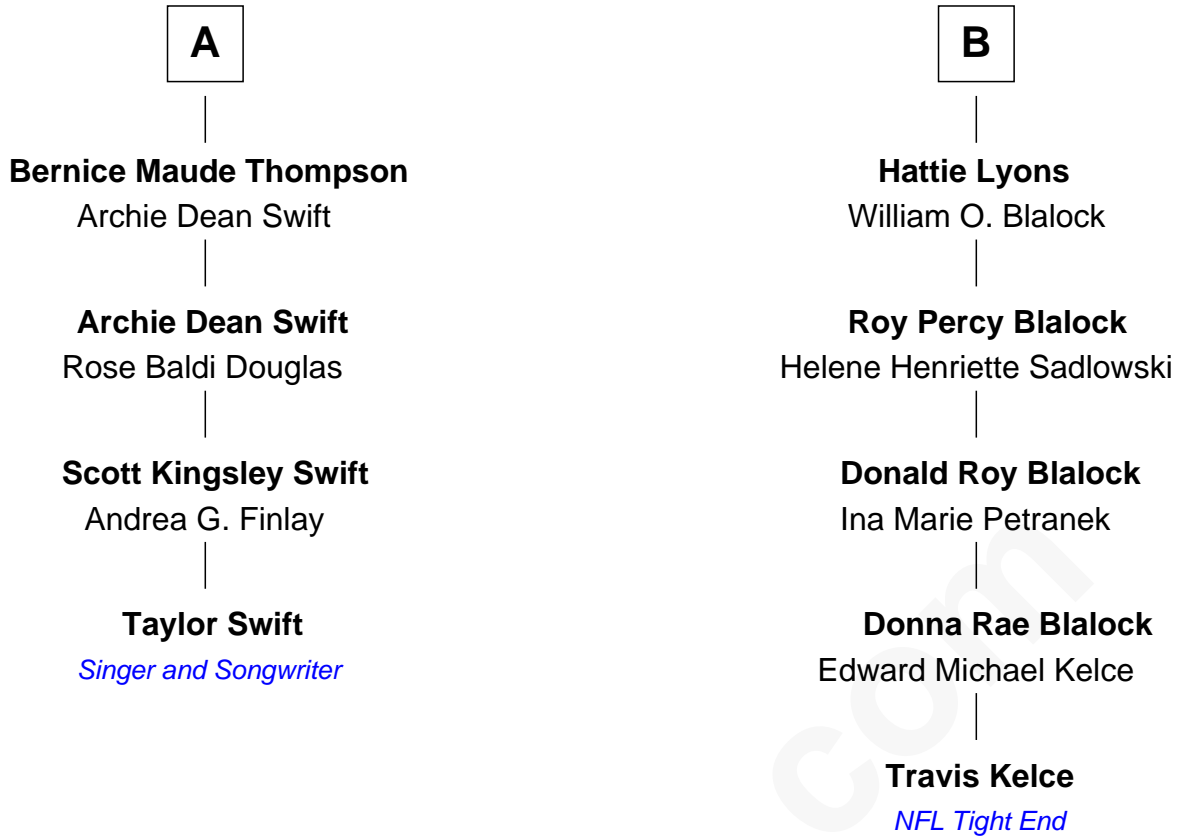 A
Bernice Maude Thompson
Archie Dean Swift
Archie Dean Swift
Rose Baldi Douglas
Scott Kingsley Swift
Andrea G. Finlay
Taylor Swift
Singer and Songwriter
B
Hattie Lyons
William O. Blalock
Roy Percy Blalock
Helene Henriette Sadlowski
Donald Roy Blalock
Ina Marie Petranek
Donna Rae Blalock
Edward Michael Kelce
Travis Kelce
NFL Tight End
com